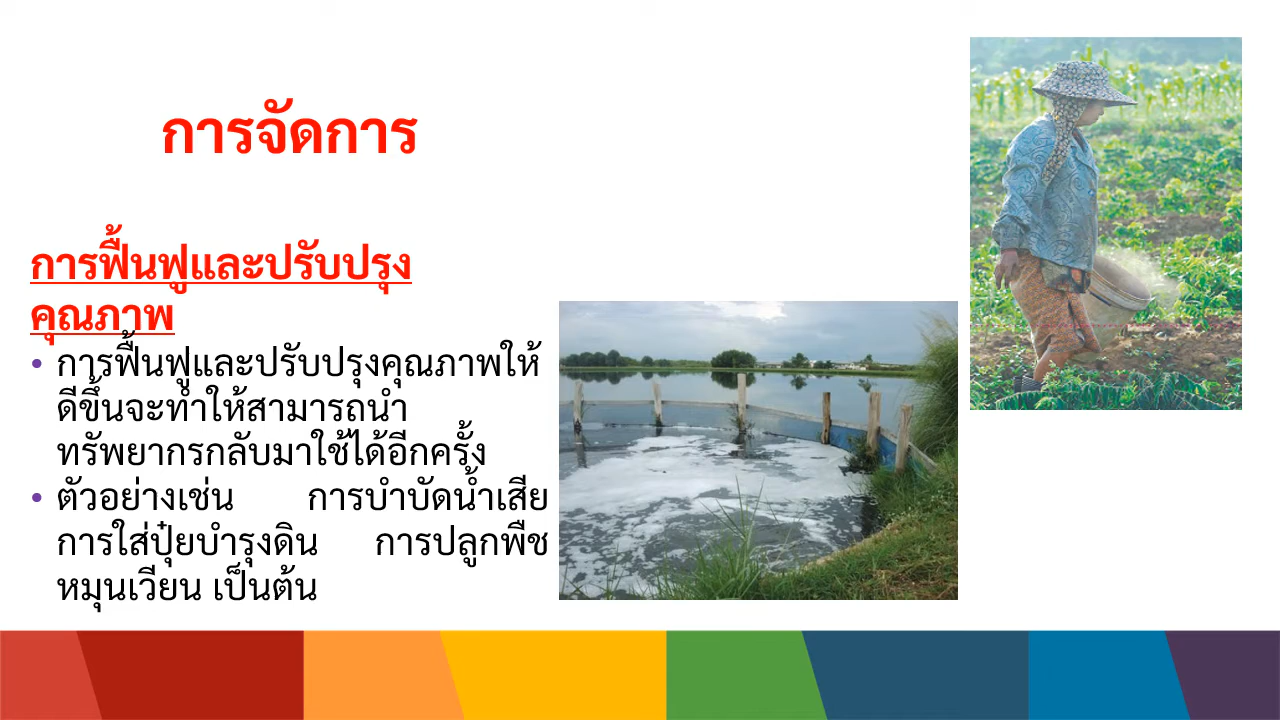 การจัดการ
การฟื้นฟูและปรับปรุง
คุณภาพ
• การฟื้นฟูและปรับปรุงคุณภาพให้
ดีขึ้นจะทำให้สามารถนำ
ทรัพยากรกลับมาใช้ได้อีกครั้ง
• ตัวอย่างเช่น การบำบัดน้ำเสีย
การใส่ปุ๋ยบำรุงดิน การปลูกพืช
หมุนเวียน เป็นต้น